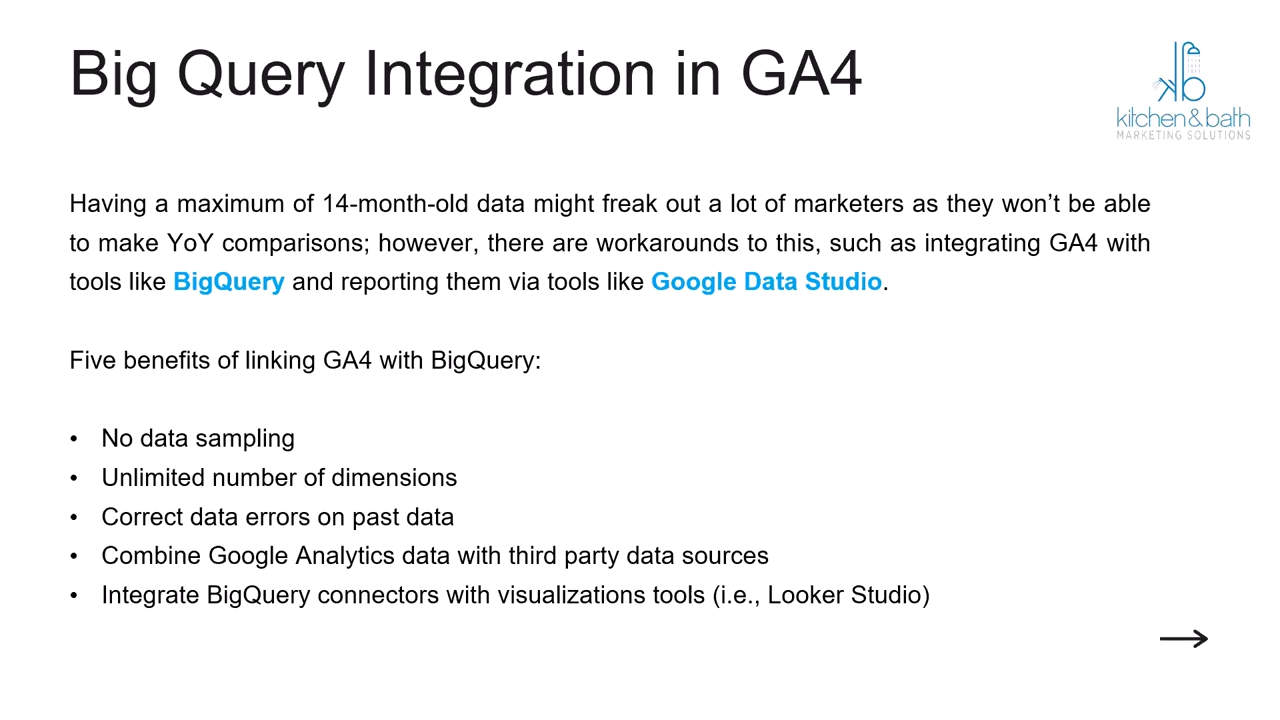 Big Query Integration in GA4
kitchen & bath
MARKETING SOLUTIONS
Having a maximum of 14-month-old data might freak out a lot of marketers as they won’t be able
to make YoY comparisons; however, there are workarounds to this, such as integrating GA4 with
tools like BigQuery and reporting them via tools like Google Data Studio.
Five benefits of linking GA4 with BigQuery:
• No data sampling
• Unlimited number of dimensions
• Correct data errors on past data
• Combine Google Analytics data with third party data sources
• Integrate BigQuery connectors with visualizations tools (i.e., Looker Studio)